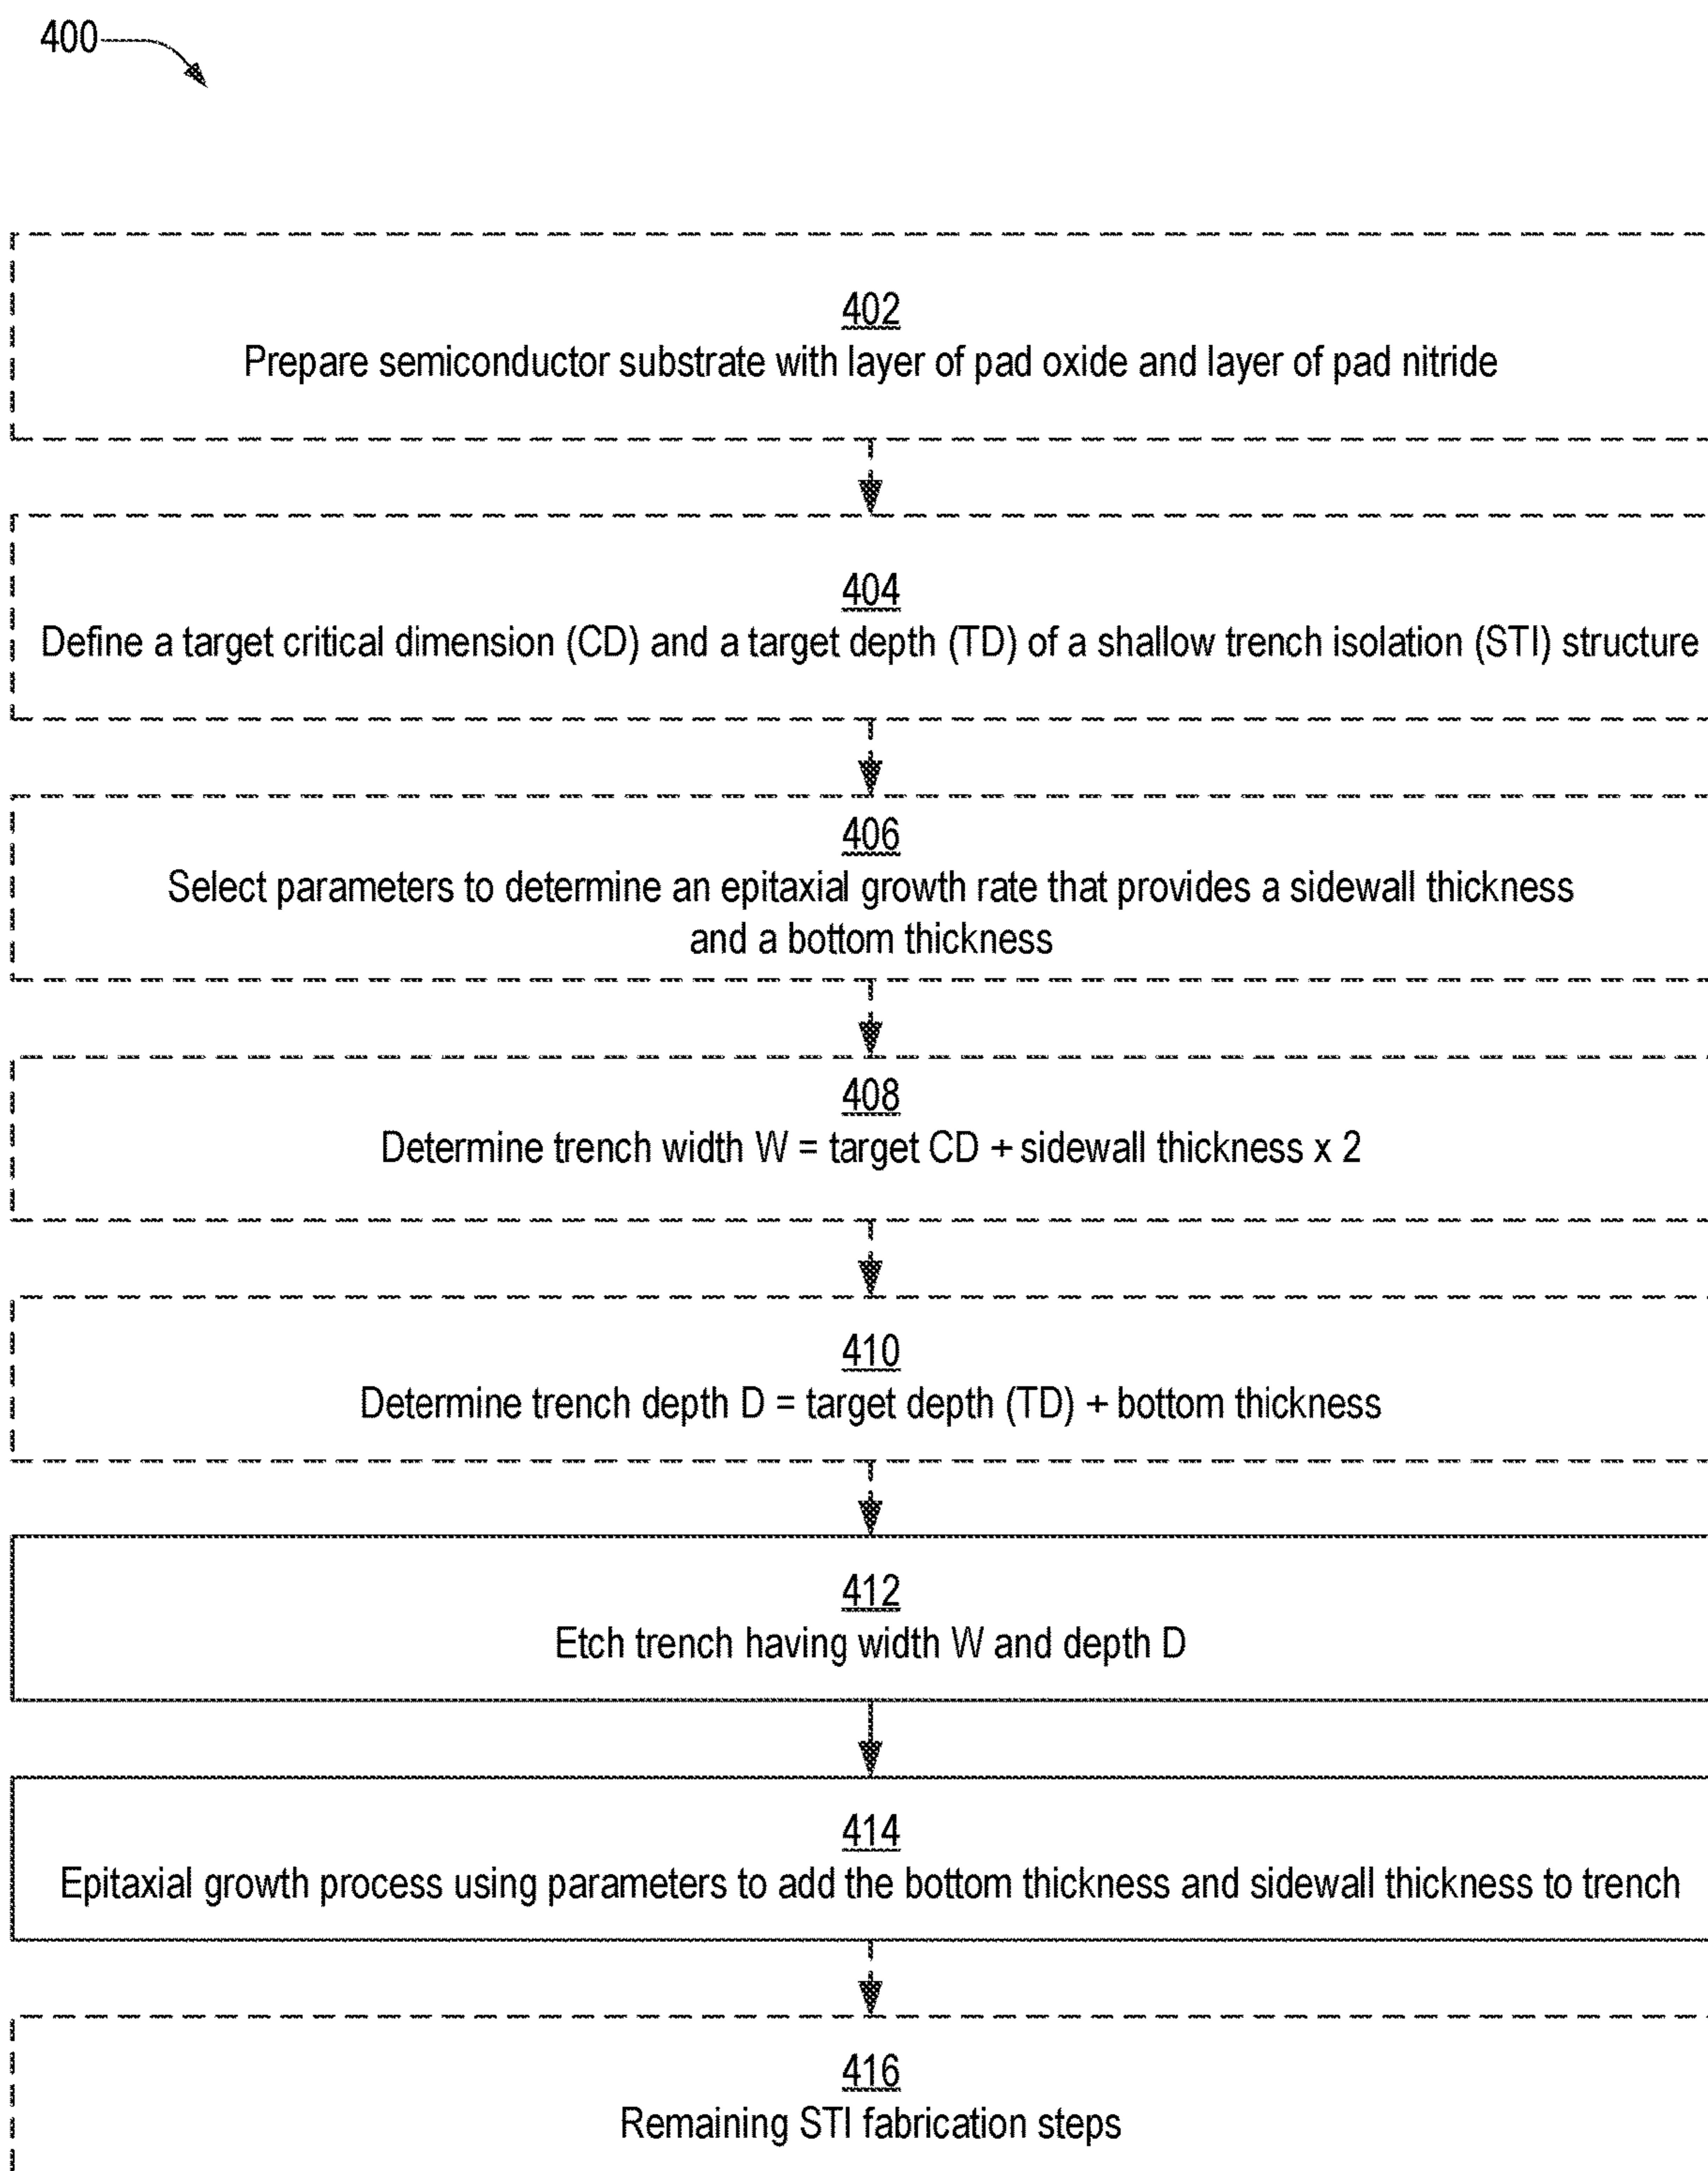 400
402
Prepare semiconductor substrate with layer of pad oxide and layer of pad nitride
404
Define a target critical dimension (CD) and a target depth (TD) of a shallow trench isolation (STI) structure
406
Select parameters to determine an epitaxial growth rate that provides a sidewall thickness
and a bottom thickness
408
Determine trench width W = target CD + sidewall thickness x 2
410
Determine trench depth D = target depth (TD) + bottom thickness
412
Etch trench having width W and depth D
414
Epitaxial growth process using parameters to add the bottom thickness and sidewall thickness to trench
416
Remaining STI fabrication steps